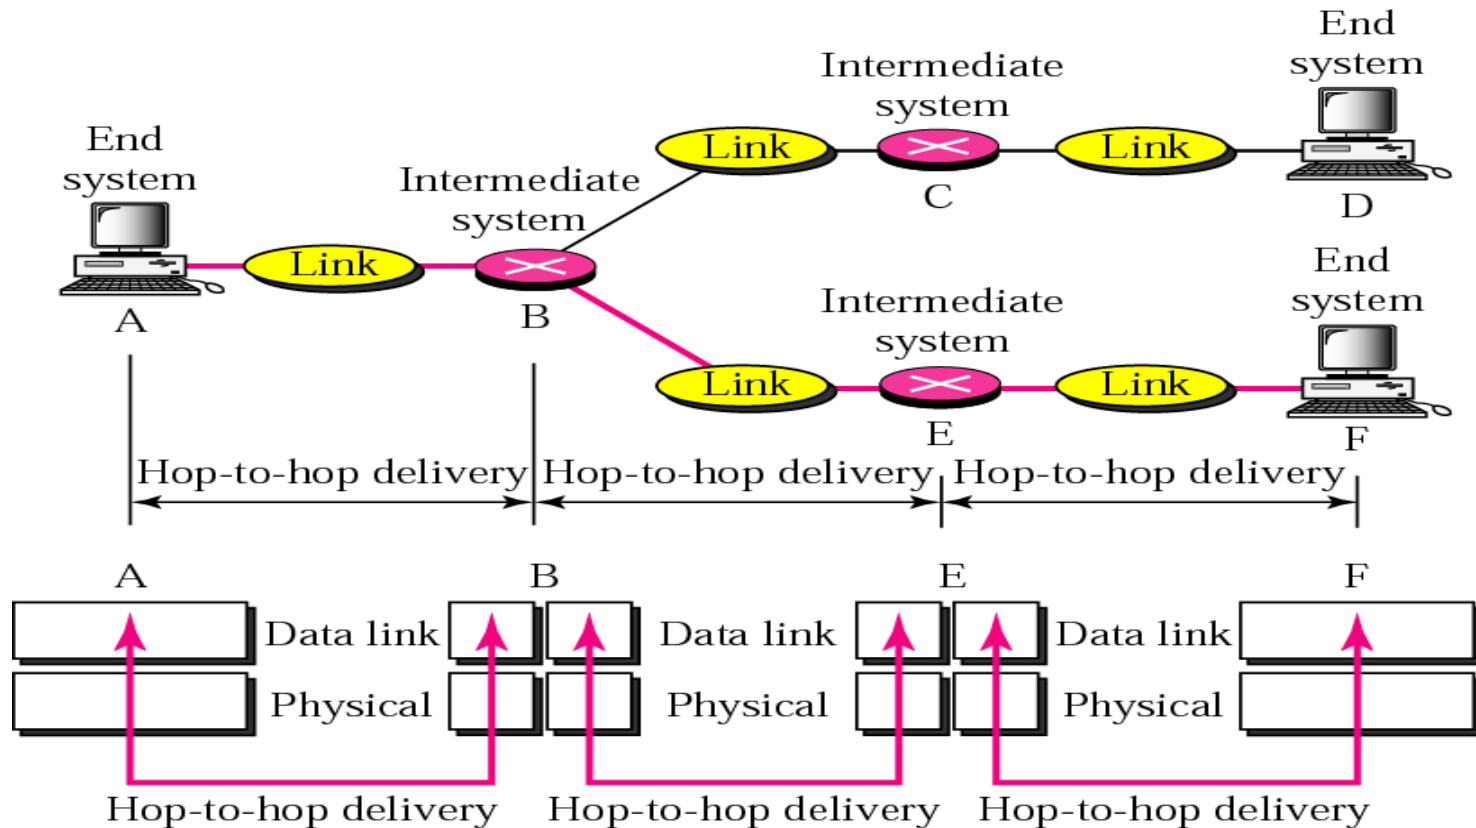 End
system
Intermediate
system
Link
Link
D
C
End
system
Intermediate
system
Link
A
B
End
system
Intermediate
system
Link
Link
F
E
Hop-to-hop delivery
Hop-to-hop delivery
Hop-to-hop delivery
A
B
E
F
Data link
Data link
Data link
Physical
Physical
Physical
Hop-to-hop delivery
Hop-to-hop delivery
Hop-to-hop delivery